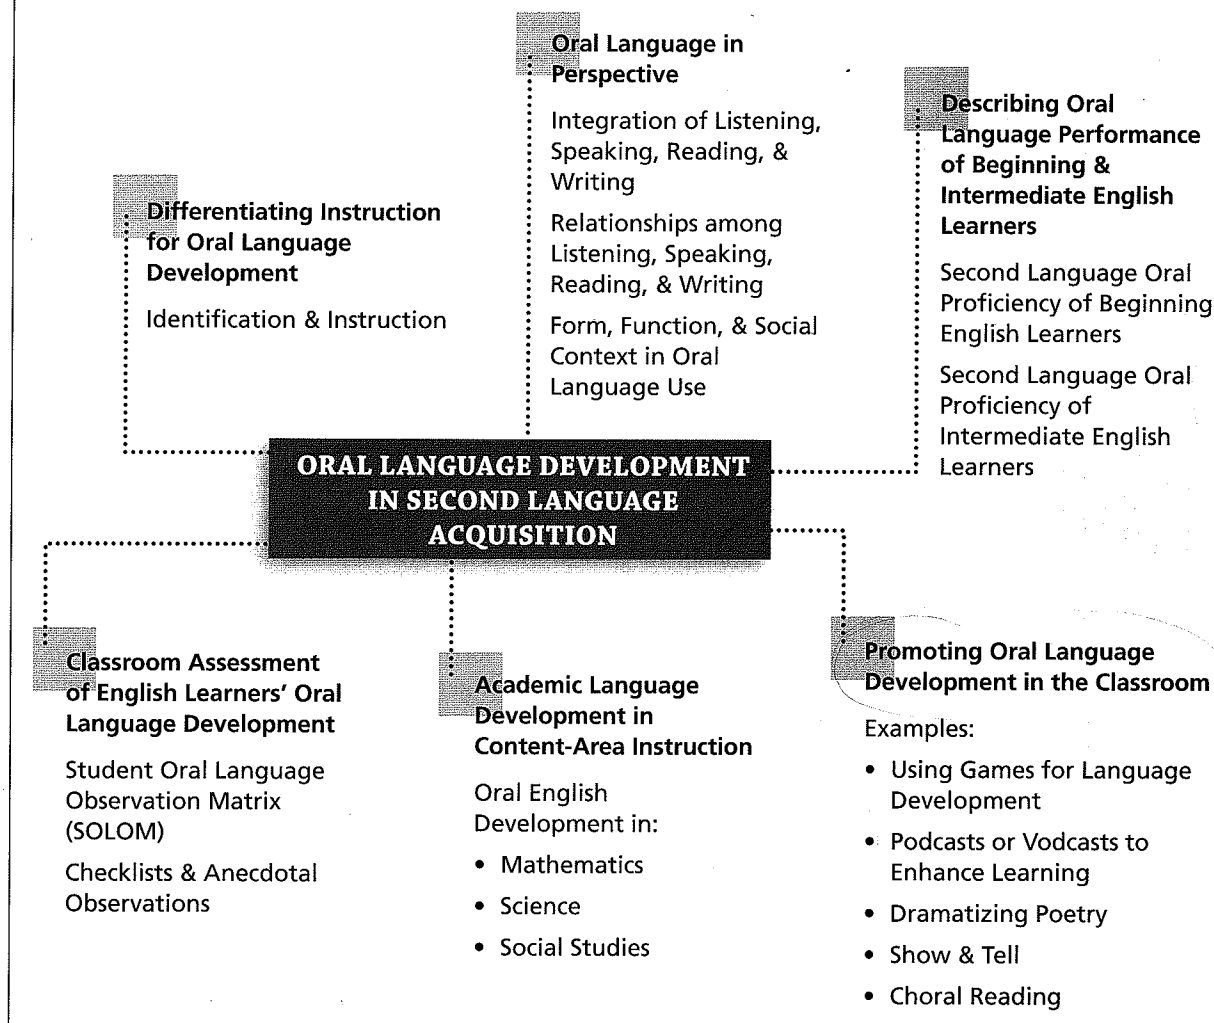 Oral Language in
Perspective
Integration of Listening,
Speaking, Reading, &
Writing
Relationships among
Listening, Speaking,
Reading, & Writing
Form, Function, & Social
Context in Oral
Language Use
Describing Oral
Language Performance
of Beginning &
Intermediate English
Learners
Second Language Oral
Proficiency of Beginning
English Learners
Second Language Oral
Proficiency of
Intermediate English
Learners
Differentiating Instruction
for Oral Language
Development
Identification & Instruction
ORAL LANGUAGE DEVELOPMENT
IN SECOND LANGUAGE
ACQUISITION
Classroom Assessment
of English Learners' Oral
Language Development
Student Oral Language
Observation Matrix
(SOLOM)
Checklists & Anecdotal
Observations
Academic Language
Development in
Content-Area Instruction
Oral English
Development in:
• Mathematics
• Science
• Social Studies
Promoting Oral Language
Development in the Classroom
Examples:
• Using Games for Language
Development
• Podcasts or Vodcasts to
Enhance Learning
• Dramatizing Poetry
• Show & Tell
• Choral Reading